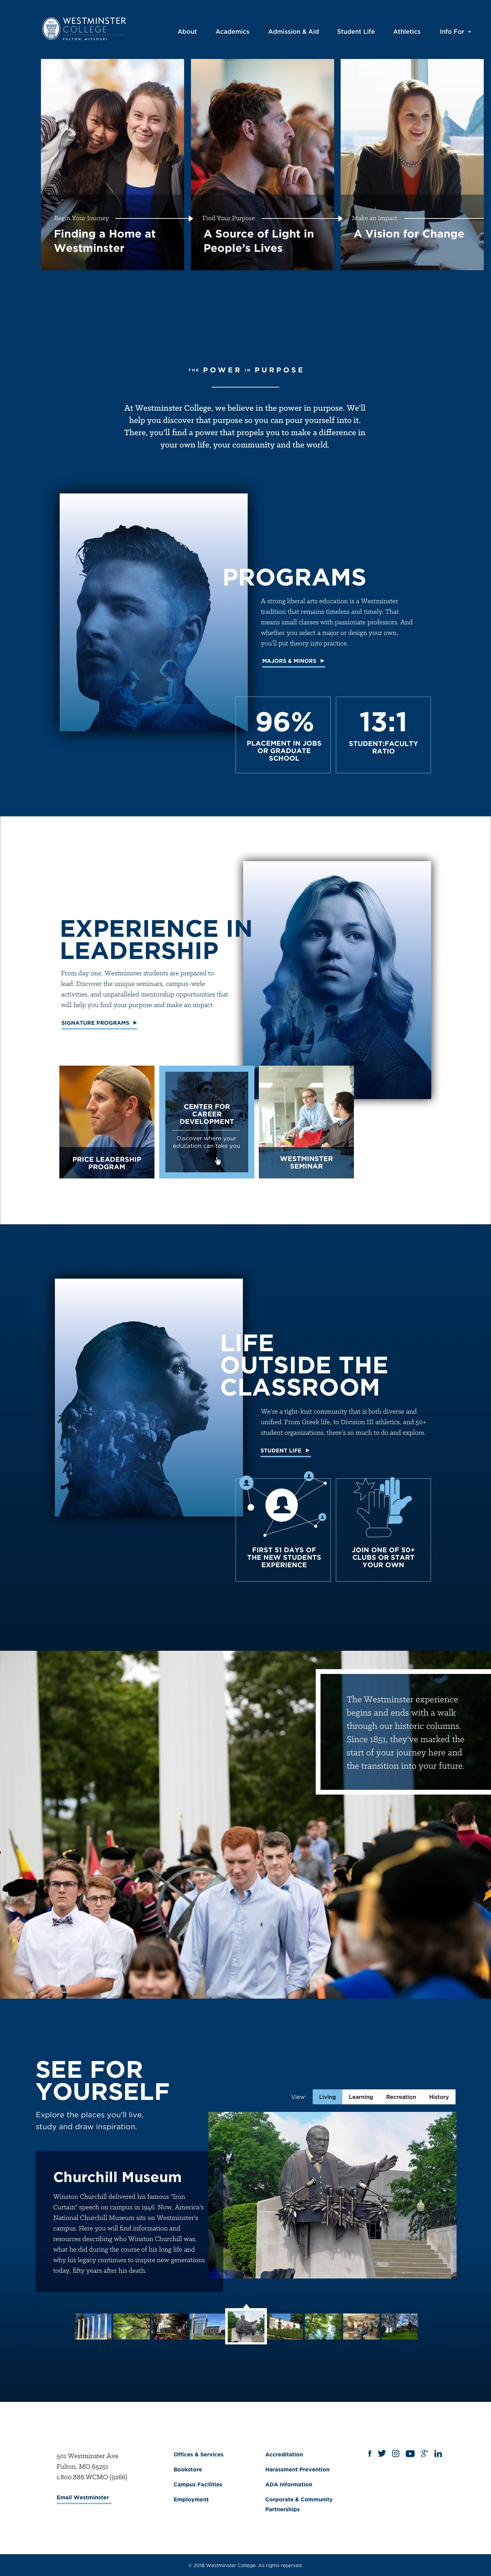 WESTMINSTER
COLLEGE
FULTON, MISSOURI
About Academics Admission & Aid Student Life Athletics Info For
Begin Your Journey
Finding a Home at
Westminster
Find Your Purpose
A Source of Light in
People's Lives
Make an Impact
A Vision for Change
THE POWER IN PURPOSE
At Westminster College, we believe in the power in purpose. We'll
help you discover that purpose so you can pour yourself into it.
There, you'll find a power that propels you to make a difference in
your own life, your community and the world.
PROGRAMS
A strong liberal arts education is a Westminster
tradition that remains timeless and timely. That
means small classes with passionate professors. And
whether you select a major or design your own,
you'll put theory into practice.
MAJORS & MINORS
96%
PLACEMENT IN JOBS
OR GRADUATE
SCHOOL
13:1
STUDENT:FACULTY
RATIO
EXPERIENCE IN
LEADERSHIP
From day one, Westminster students are prepared to
lead. Discover the unique seminars, campus-wide
activities, and unparalleled mentorship opportunities that
will help you find your purpose and make an impact.
SIGNATURE PROGRAMS
PRICE LEADERSHIP
PROGRAM
CENTER FOR
CAREER
DEVELOPMENT
Discover where your
education can take you
WESTMINSTER
SEMINAR
LIFE
OUTSIDE THE
CLASSROOM
We're a tight-knit community that is both diverse and
unified. From Greek life, to Division III athletics, and 50+
student organizations, there's so much to do and explore.
STUDENT LIFE
FIRST 51 DAYS OF
THE NEW STUDENTS
EXPERIENCE
JOIN ONE OF 50+
CLUBS OR START
YOUR OWN
The Westminster experience
begins and ends with a walk
through our historic columns.
Since 1851, they've marked the
start of your journey here and
the transition into your future.
SEE FOR
YOURSELF
Explore the places you'll live,
study and draw inspiration.
View: Living Learning Recreation History
Churchill Museum
Winston Churchill delivered his famous "Iron
Curtain" speech on campus in 1946. Now, America's
National Churchill Museum sits on Westminster's
campus. Here you will find information and
resources describing who Winston Churchill was,
what he did during the course of his long life and
why his legacy continues to inspire new generations
today, fifty years after his death.
501 Westminster Ave
Fulton, MO 65251
1.800.888.WCMO (9266)
Email Westminster
Offices & Services
Bookstore
Campus Facilities
Employment
Accreditation
Harassment Prevention
ADA Information
Corporate & Community
Partnerships
© 2018 Westminster College. All rights reserved.